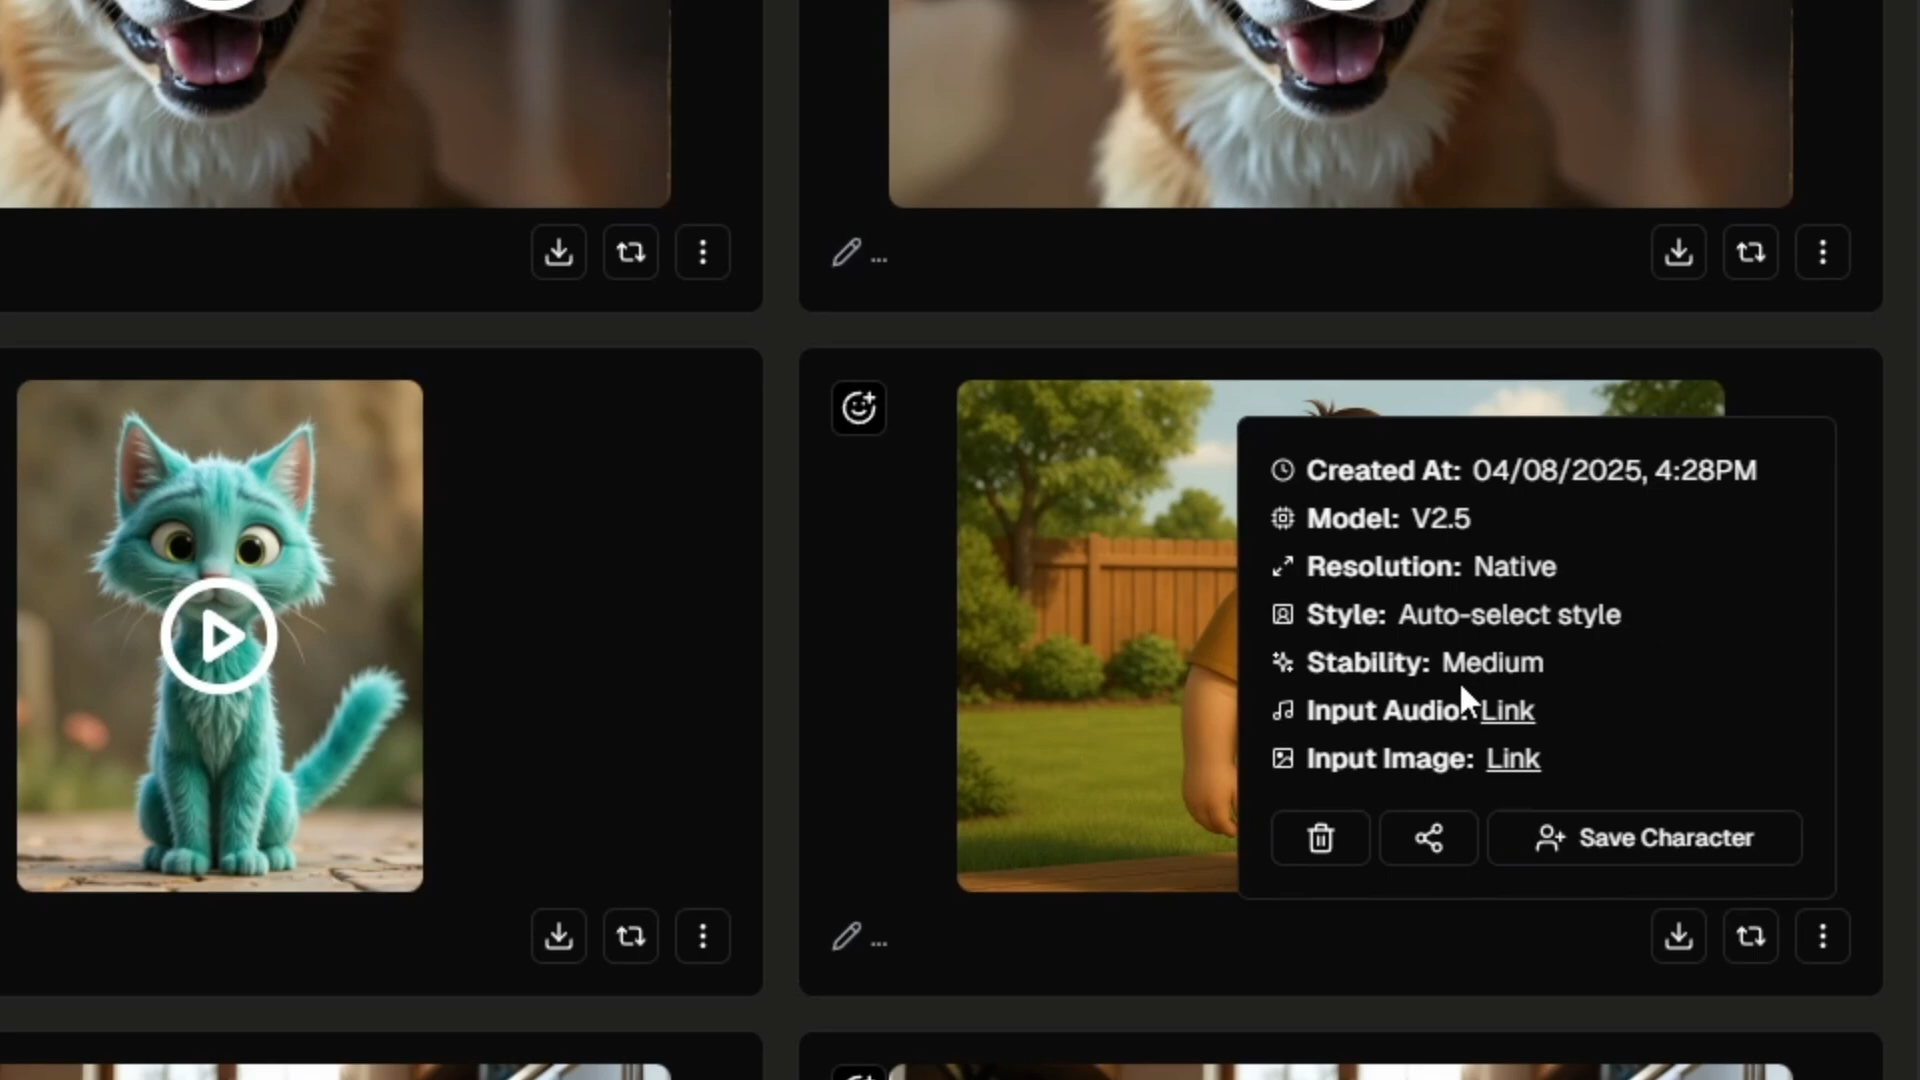 ...
Created At: 04/08/2025, 4:28PM
Model: V2.5
Resolution: Native
Style: Auto-select style
Stability: Medium
Input Audio: Link
Input Image: Link
Save Character
...